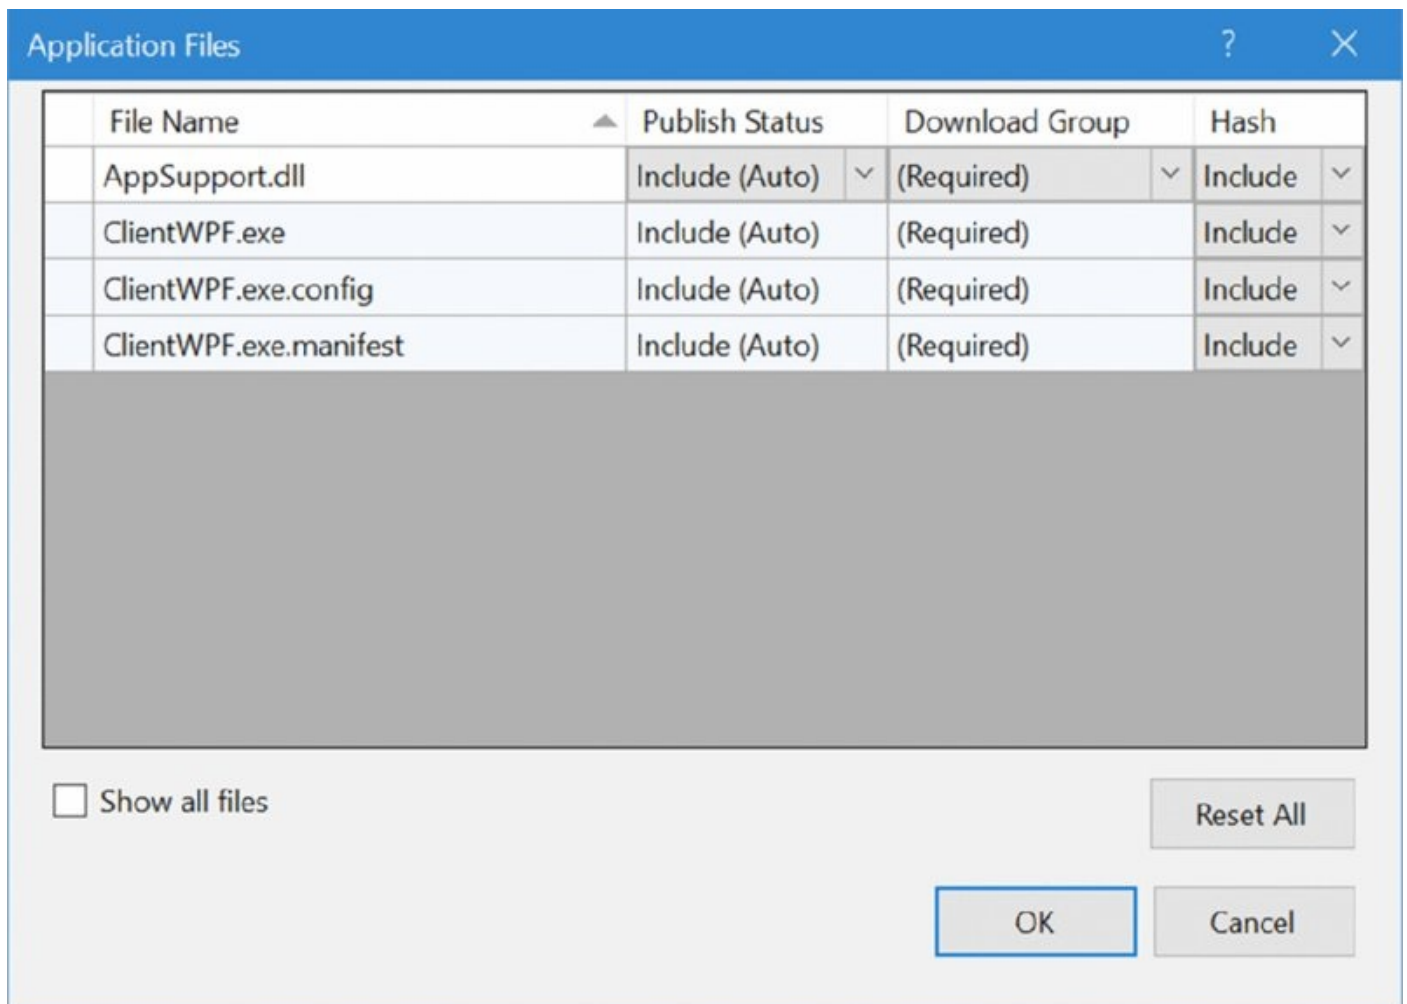 Application Files ?
File Name Publish Status Download Group Hash
AppSupport.dll Include (Auto) (Required) Include
ClientWPF.exe Include (Auto) (Required) Include
ClientWPF.exe.config Include (Auto) (Required) Include
ClientWPF.exe.manifest Include (Auto) (Required) Include
Show all files
Reset All
OK Cancel